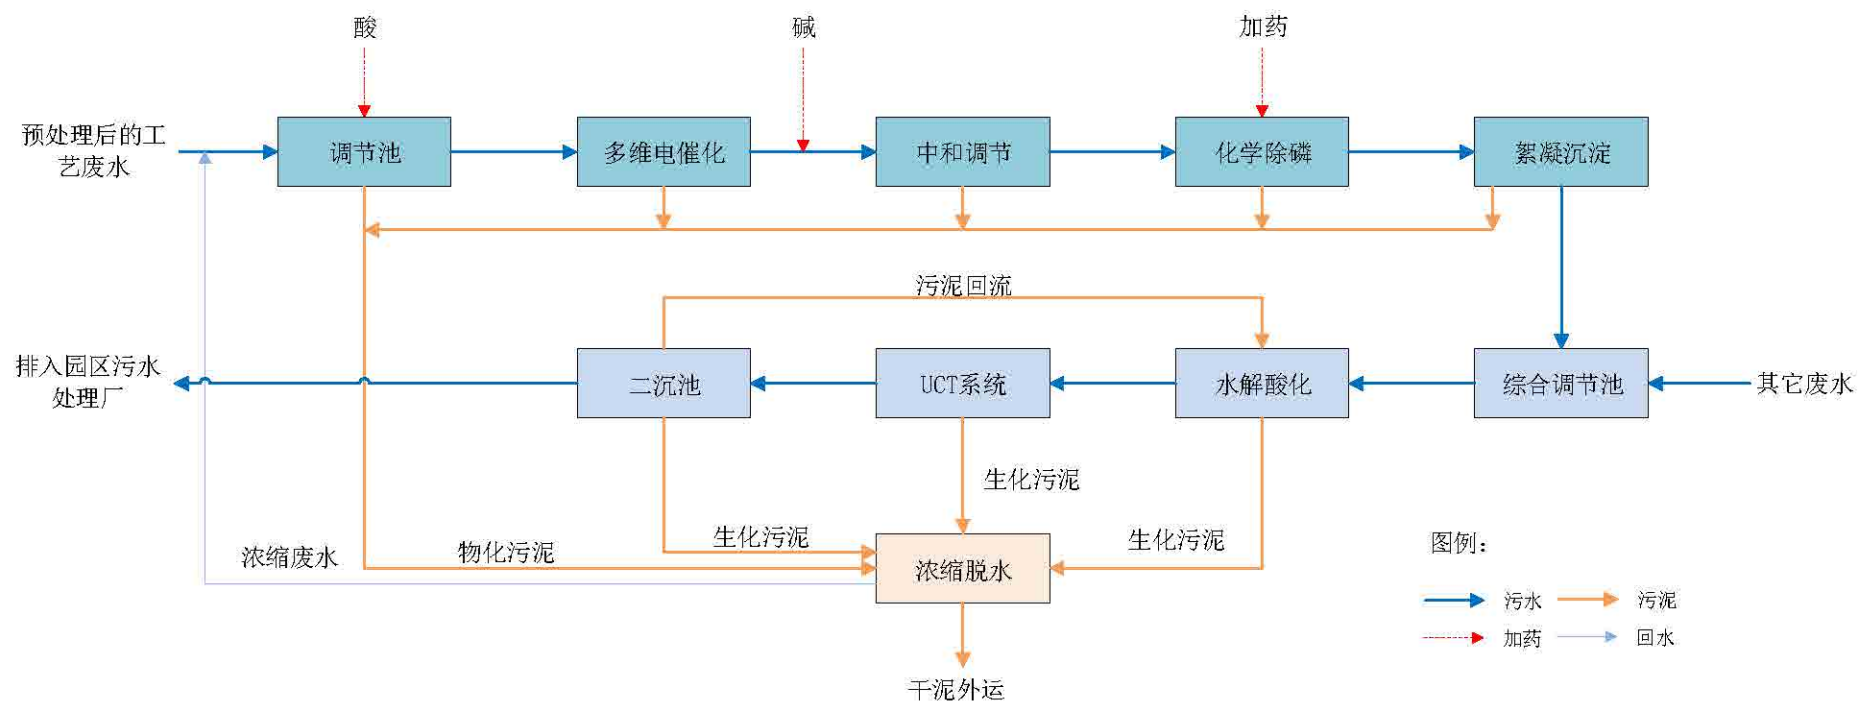 酸
碱
加药
预处理后的工
艺废水
调节池
多维电催化
中和调节
化学除磷
絮凝沉淀
污泥回流
排入园区污水
处理厂
二沉池
UCT系统
水解酸化
综合调节池
其它废水
生化污泥
生化污泥
生化污泥
浓缩废水
物化污泥
浓缩脱水
图例：
污水
污泥
加药
回水
干泥外运